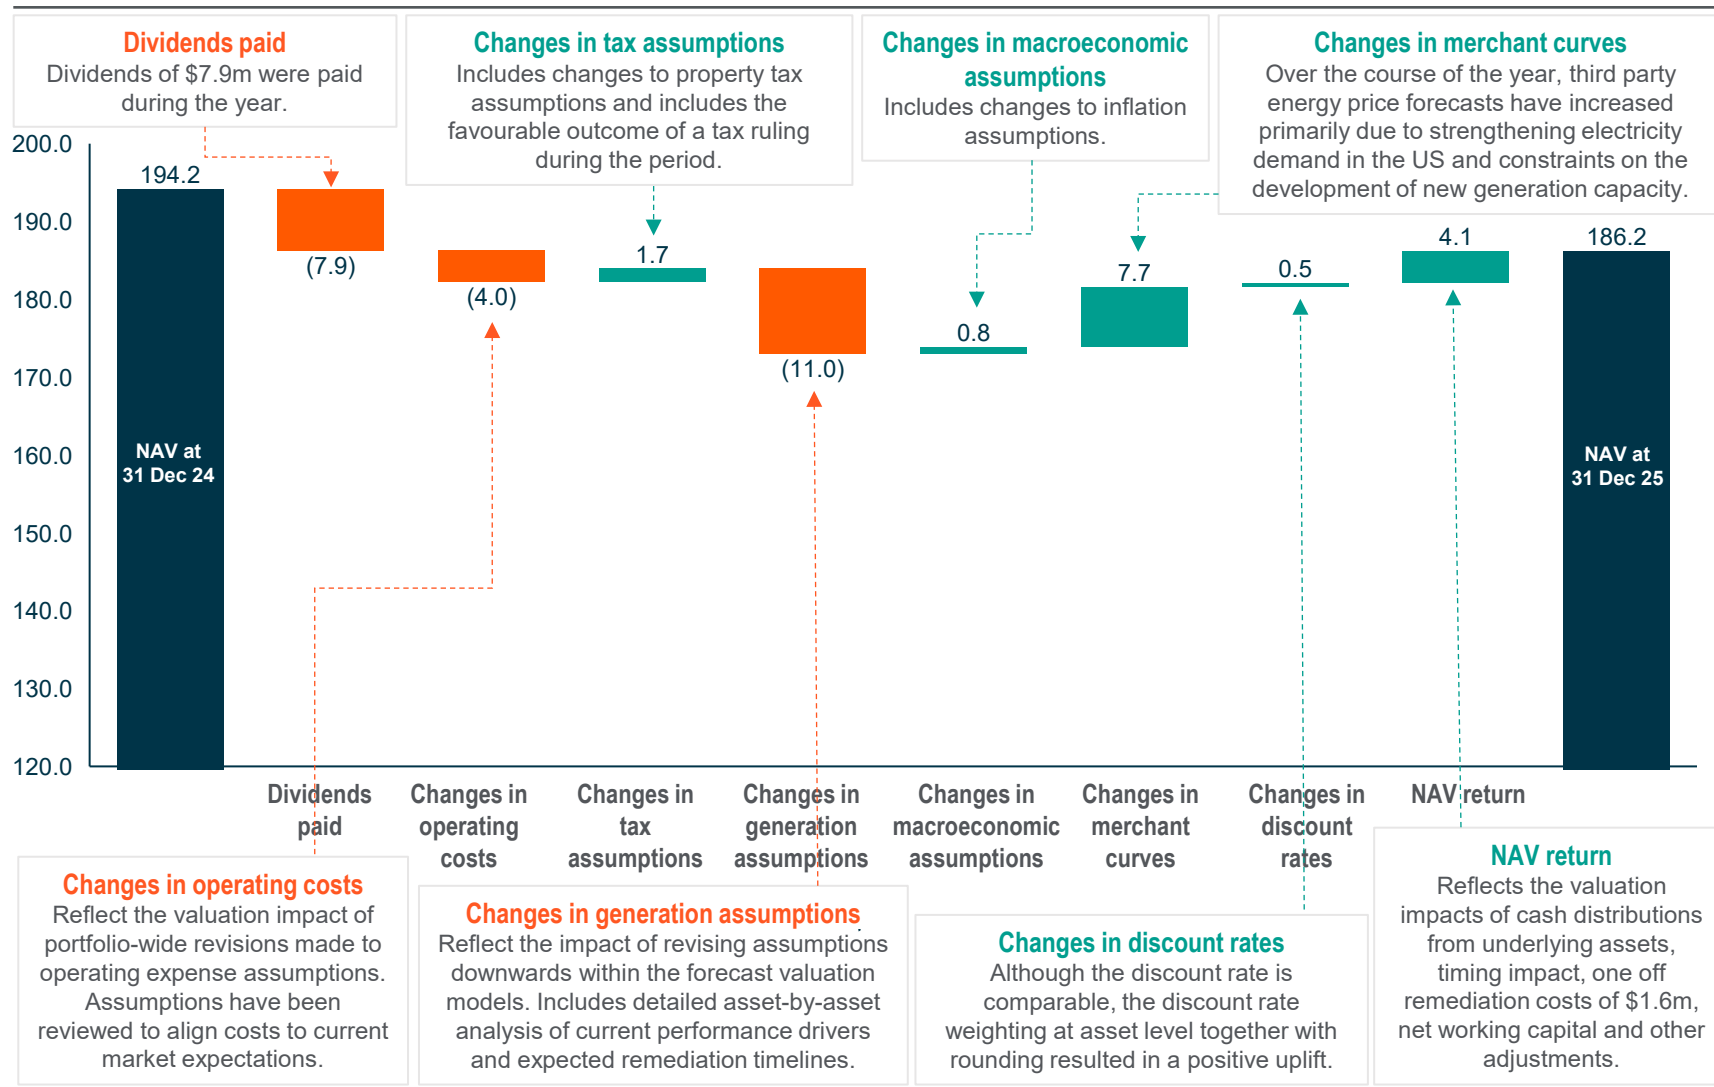 Dividends paid
Dividends of $7.9m were paid
during the year.
Changes in tax assumptions
Includes changes to property tax
assumptions and includes the
favourable outcome of a tax ruling
during the period.
Changes in macroeconomic
assumptions
Includes changes to inflation
assumptions.
Changes in merchant curves
Over the course of the year, third party
energy price forecasts have increased
primarily due to strengthening electricity
demand in the US and constraints on the
development of new generation capacity.
200.0
190.0
180.0
170.0
160.0
150.0
140.0
130.0
120.0
194.2
(7.9)
(4.0)
1.7
(11.0)
0.8
7.7
0.5
4.1
186.2
NAV at
31 Dec 24
NAV at
31 Dec 25
Dividends
paid
Changes in
operating
costs
Changes in
tax
assumptions
Changes in
generation
assumptions
Changes in
macroeconomic
assumptions
Changes in
merchant
curves
Changes in
discount
rates
NAV return
Changes in operating costs
Reflect the valuation impact of
portfolio-wide revisions made to
operating expense assumptions.
Assumptions have been
reviewed to align costs to current
market expectations.
Changes in generation assumptions
Reflect the impact of revising assumptions
downwards within the forecast valuation
models. Includes detailed asset-by-asset
analysis of current performance drivers
and expected remediation timelines.
Changes in discount rates
Although the discount rate is
comparable, the discount rate
weighting at asset level together with
rounding resulted in a positive uplift.
NAV return
Reflects the valuation
impacts of cash distributions
from underlying assets,
timing impact, one off
remediation costs of $1.6m,
net working capital and other
adjustments.